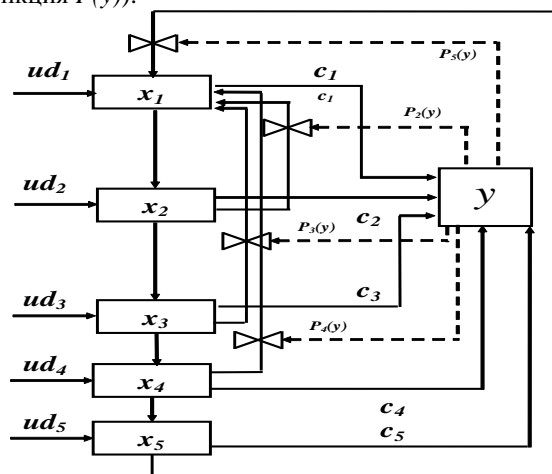 нкция P(y)).
P₅(y)
ud₁
c₁
x₁
c₁
P₂(y)
ud₂
x₂
y
c₂
P₃(y)
ud₃
c₃
x₃
P₄(y)
ud₄
x₄
c₄
ud₅
c₅
x₅